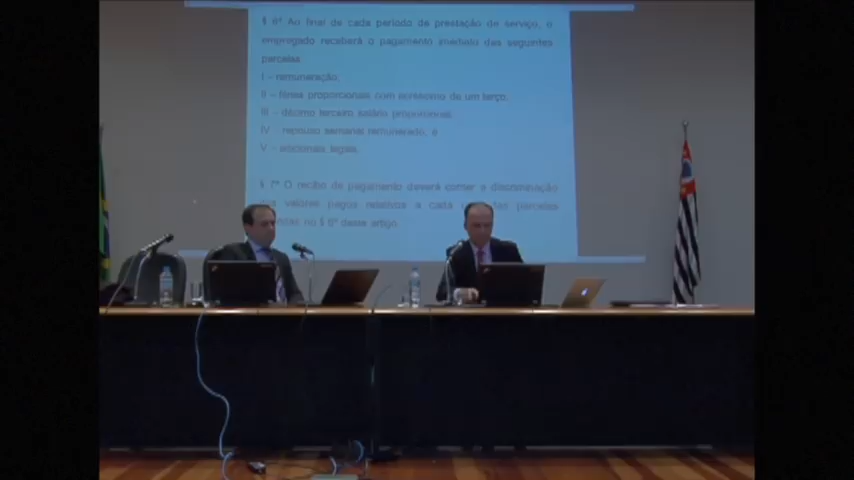 § 6º Ao final de cada período de prestação de serviço, o
empregado receberá o pagamento imediato das seguintes
parcelas:
I – remuneração;
II – férias proporcionais com acréscimo de um terço;
III – décimo terceiro salário proporcional;
IV – repouso semanal remunerado; e
V – adicionais legais.
§ 7º O recibo de pagamento deverá conter a discriminação
dos valores pagos relativos a cada das parcelas
no § 6º deste artigo.